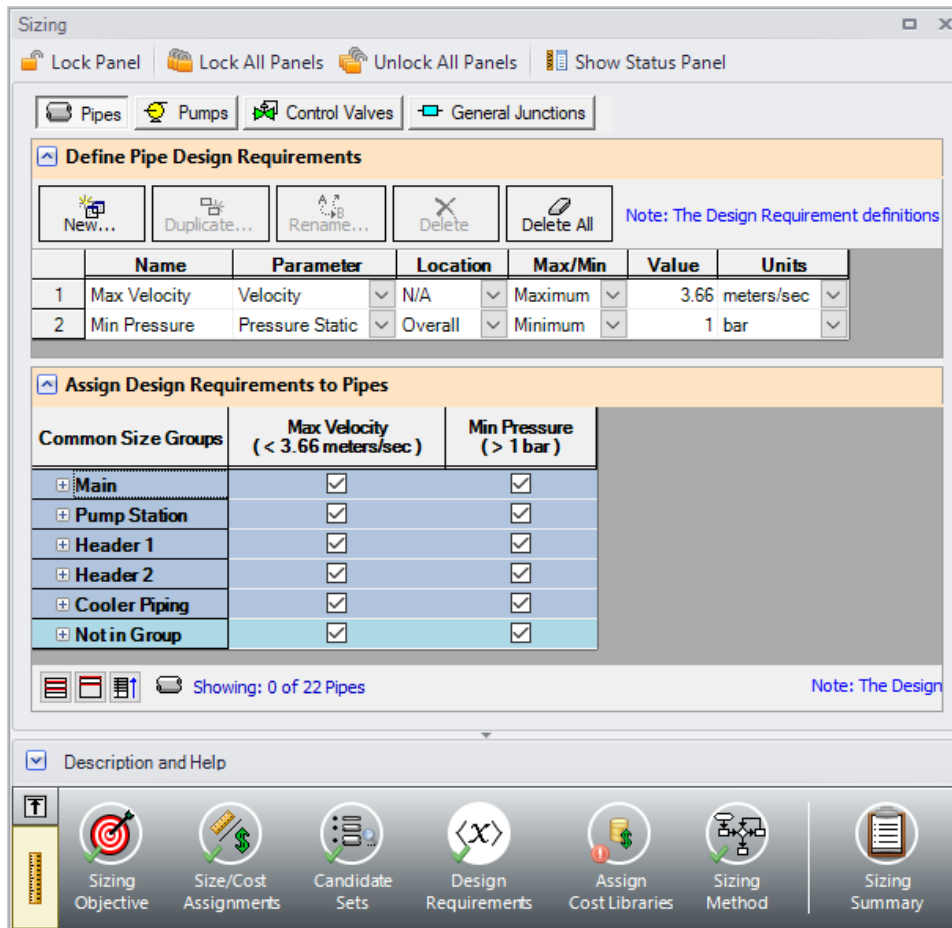 Sizing
Lock Panel Lock All Panels Unlock All Panels Show Status Panel
Pipes Pumps Control Valves General Junctions
Define Pipe Design Requirements
New... Duplicate... Rename... Delete Delete All Note: The Design Requirement definitions
Name Parameter Location Max/Min Value Units
1 Max Velocity Velocity N/A Maximum 3.66 meters/sec
2 Min Pressure Pressure Static Overall Minimum 1 bar
Assign Design Requirements to Pipes
Common Size Groups Max Velocity Min Pressure
( < 3.66 meters/sec ) ( > 1 bar )
Main
Pump Station
Header 1
Header 2
Cooler Piping
Not in Group
Showing: 0 of 22 Pipes Note: The Design
Description and Help
Sizing Size/Cost Candidate Design Assign Sizing Sizing
Objective Assignments Sets Requirements Cost Libraries Method Summary